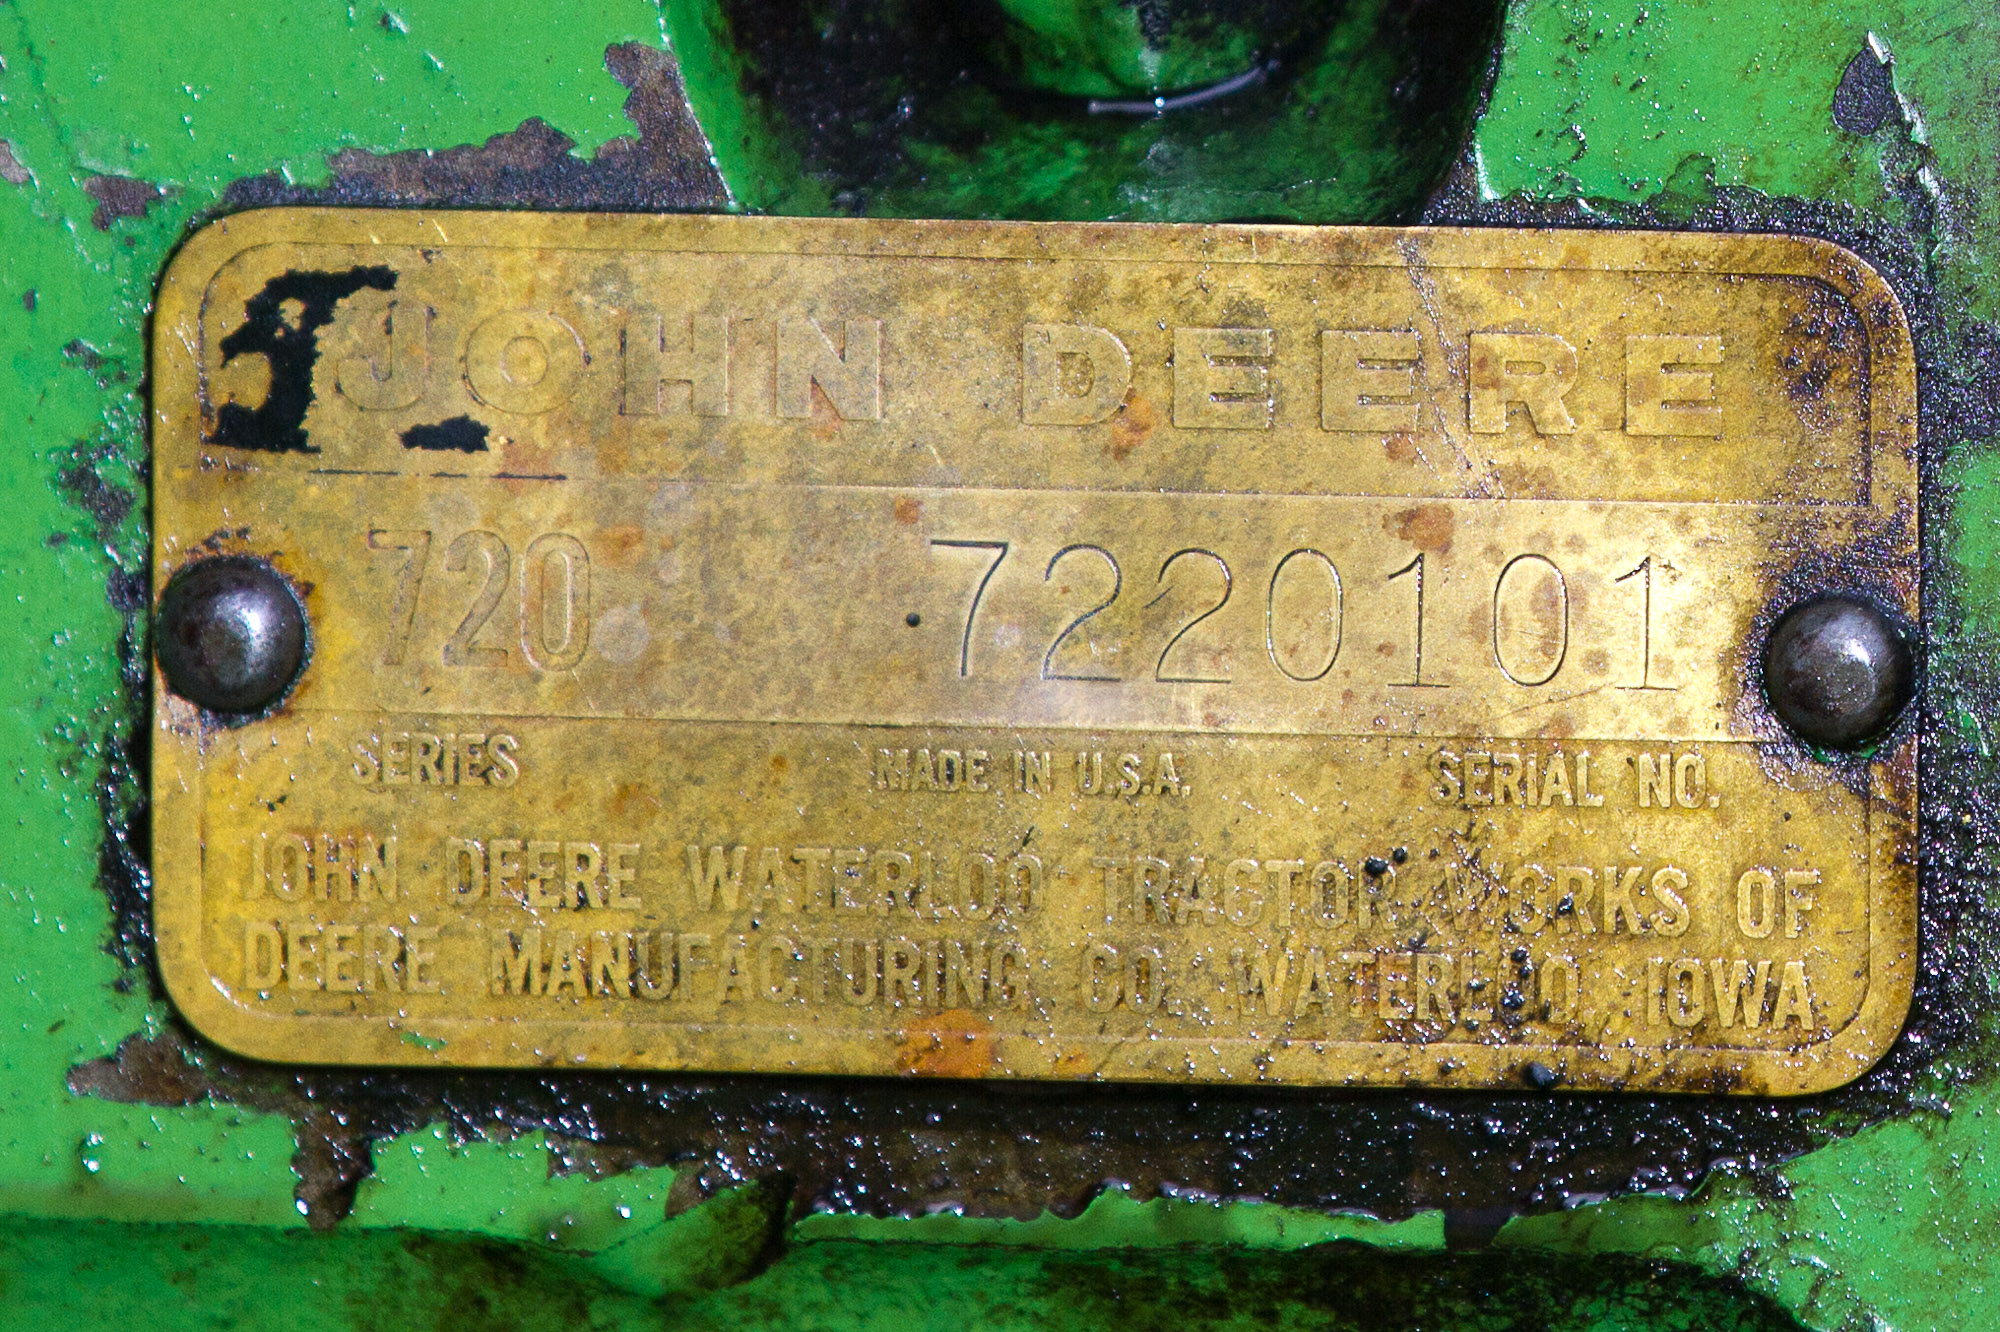 JOHN DEERE
720 7220101
SERIES MADE IN U.S.A. SERIAL NO.
JOHN DEERE WATERLOO TRACTOR WORKS OF
DEERE MANUFACTURING CO. WATERLOO, IOWA